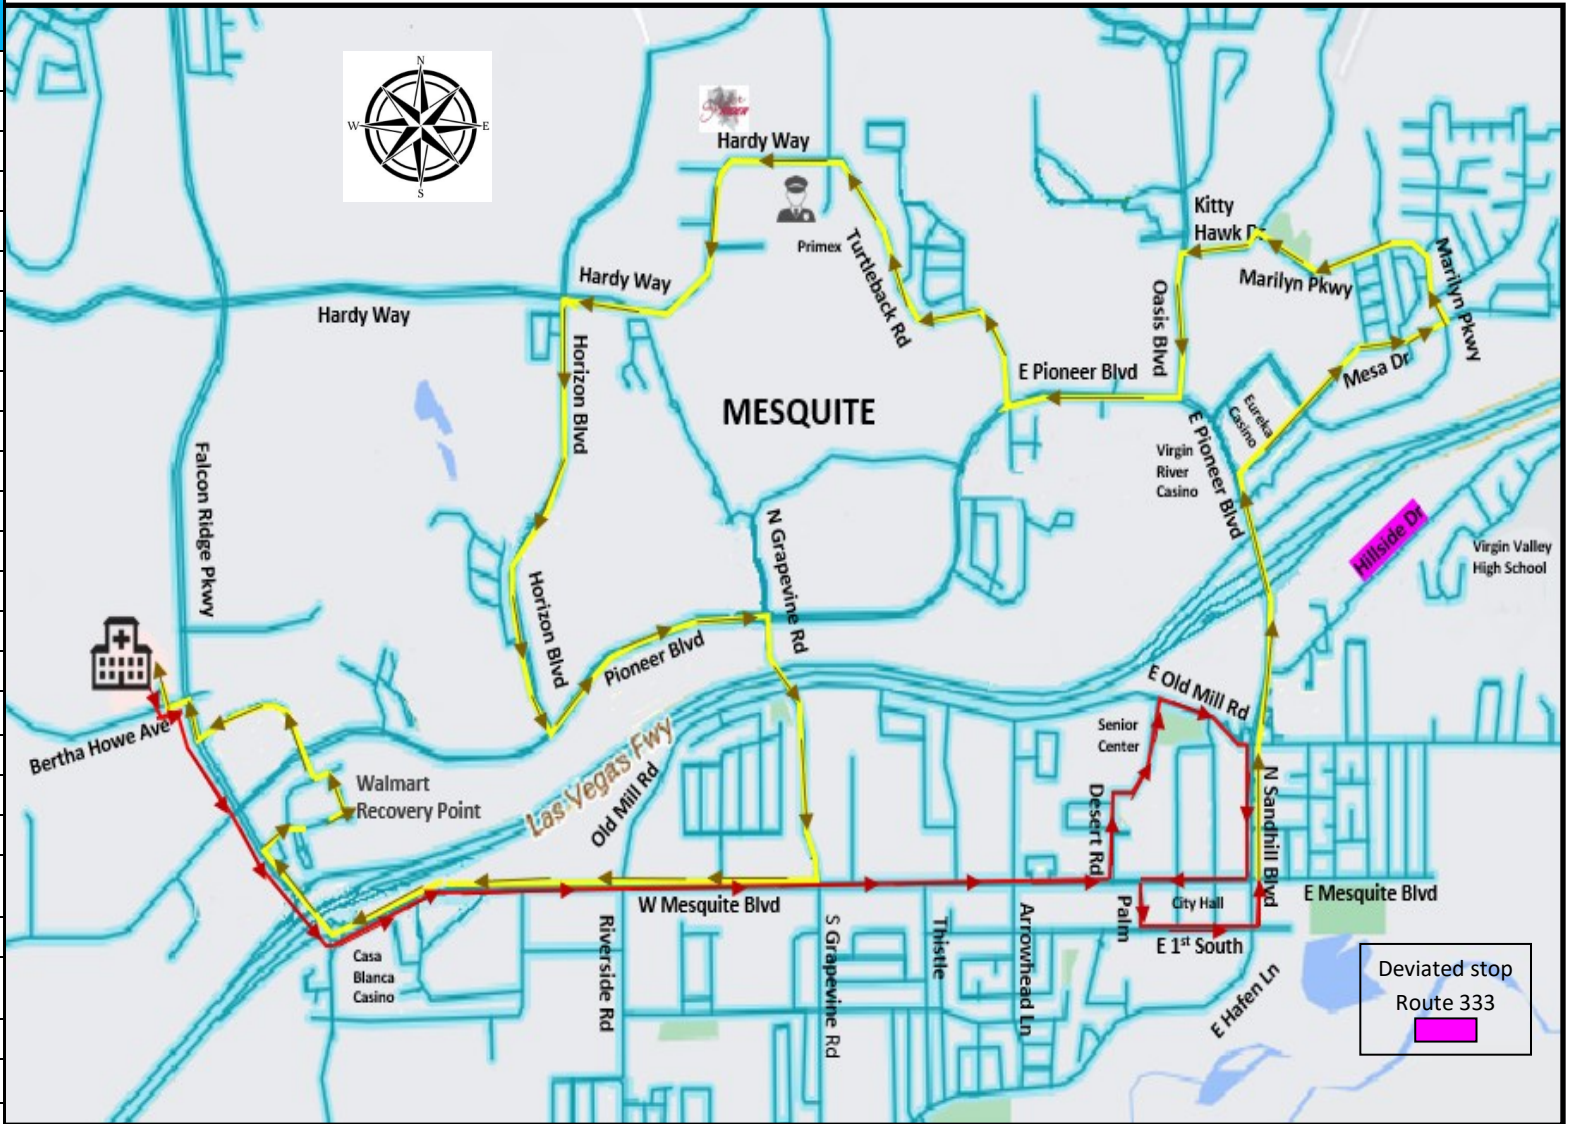 N
W
E
S
Hardy Way
Primex
Turtleback Rd
Kitty
Hawk Dr
Marilyn Pkwy
Marilyn Pkwy
Hardy Way
Hardy Way
Horizon Blvd
Oasis Blvd
E Pioneer Blvd
Mesa Dr
MESQUITE
Eureka
Casino
E Pioneer Blvd
Virgin
River
Casino
Falcon Ridge Pkwy
N Grapevine Rd
Hillside Dr
Virgin Valley
High School
Horizon Blvd
Pioneer Blvd
E Old Mill Rd
Senior
Center
Bertha Howe Ave
Walmart
Recovery Point
Las Vegas Fwy
Old Mill Rd
Desert Rd
N Sandhill Blvd
W Mesquite Blvd
City Hall
E Mesquite Blvd
Palm
E 1st South
Casa
Blanca
Casino
Riverside Rd
S Grapevine Rd
Thistle
Arrowhead Ln
E Hafen Ln
Deviated stop
Route 333